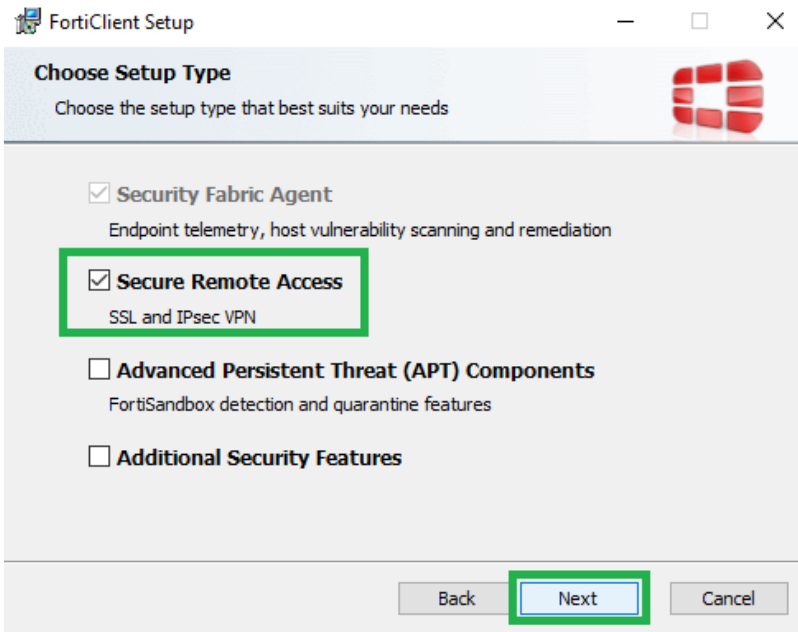 FortiClient Setup
Choose Setup Type
Choose the setup type that best suits your needs
Security Fabric Agent
Endpoint telemetry, host vulnerability scanning and remediation
Secure Remote Access
SSL and IPsec VPN
Advanced Persistent Threat (APT) Components
FortiSandbox detection and quarantine features
Additional Security Features
Back Next Cancel